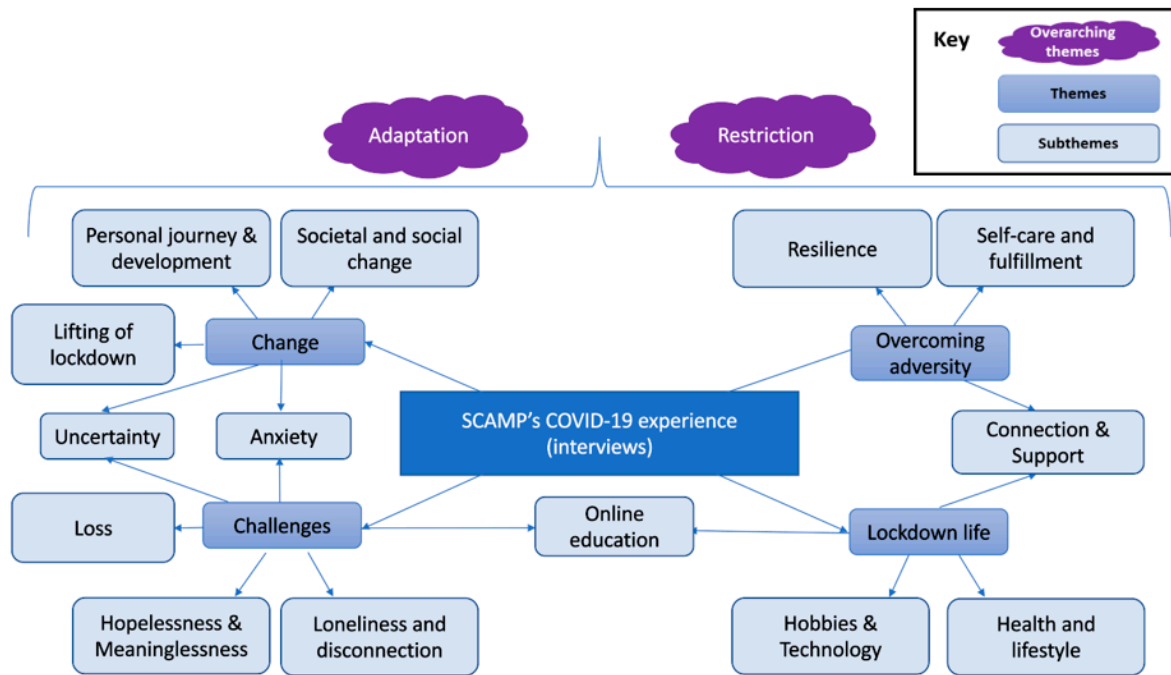 Key
Overarching
themes
Themes
Subthemes
Adaptation
Restriction
Personal journey &
development
Societal and social
change
Resilience
Self-care and
fulfillment
Lifting of
lockdown
Change
Overcoming
adversity
Uncertainty
Anxiety
SCAMP's COVID-19 experience
(interviews)
Connection &
Support
Loss
Challenges
Online
education
Lockdown life
Hopelessness &
Meaninglessness
Loneliness and
disconnection
Hobbies &
Technology
Health and
lifestyle